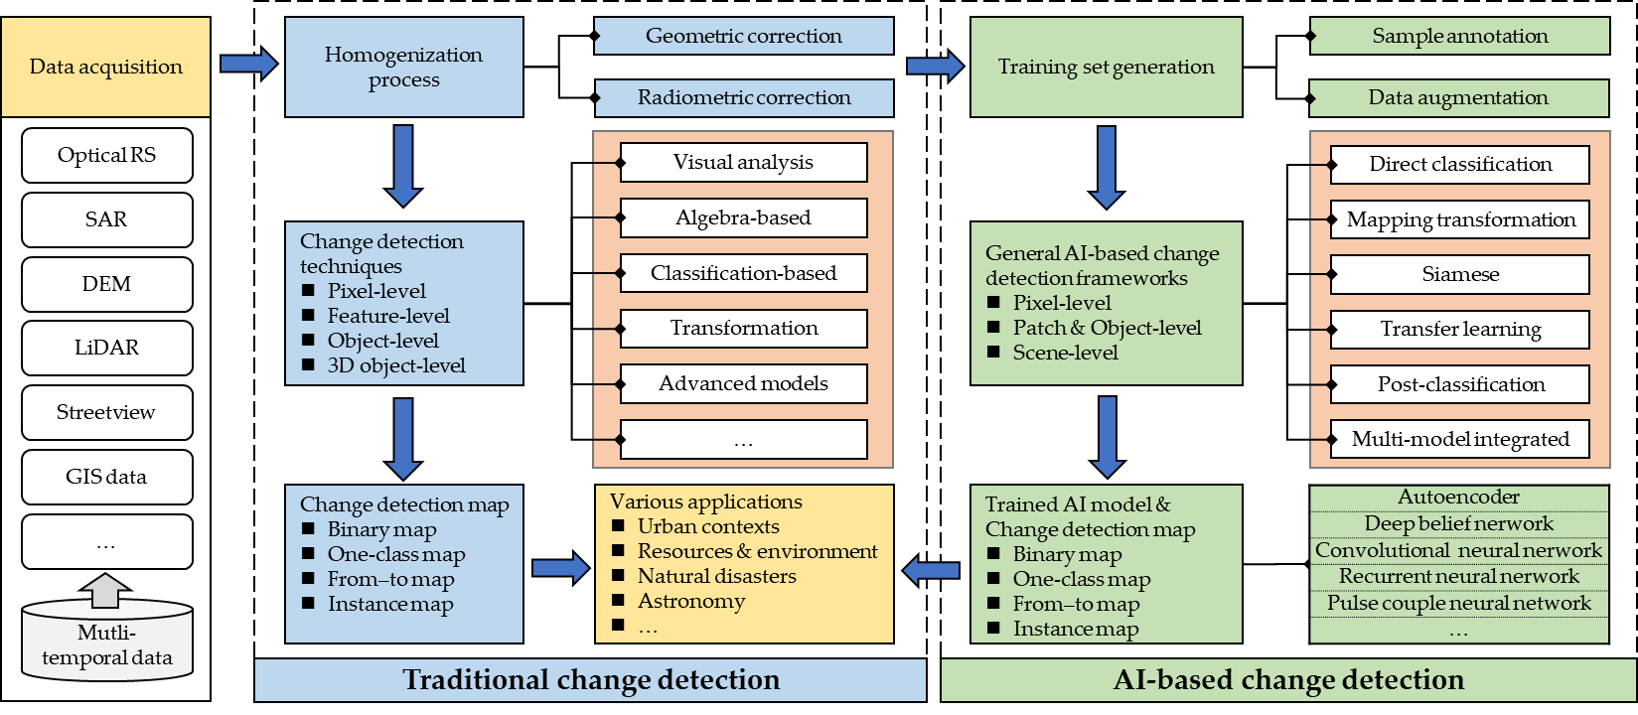 Data acquisition
Optical RS
SAR
DEM
LiDAR
Streetview
GIS data
...
Mutli-
temporal data
Homogenization
process
Geometric correction
Radiometric correction
Change detection
techniques
■ Pixel-level
■ Feature-level
■ Object-level
■ 3D object-level
Visual analysis
Algebra-based
Classification-based
Transformation
Advanced models
...
Change detection map
■ Binary map
■ One-class map
■ From–to map
■ Instance map
Various applications
■ Urban contexts
■ Resources & environment
■ Natural disasters
■ Astronomy
■ ...
Traditional change detection
Training set generation
Sample annotation
Data augmentation
General AI-based change
detection frameworks
■ Pixel-level
■ Patch & Object-level
■ Scene-level
Direct classification
Mapping transformation
Siamese
Transfer learning
Post-classification
Multi-model integrated
Trained AI model &
Change detection map
■ Binary map
■ One-class map
■ From–to map
■ Instance map
Autoencoder
Deep belief nerwork
Convolutional neural nerwork
Recurrent neural nerwork
Pulse couple neural network
...
AI-based change detection